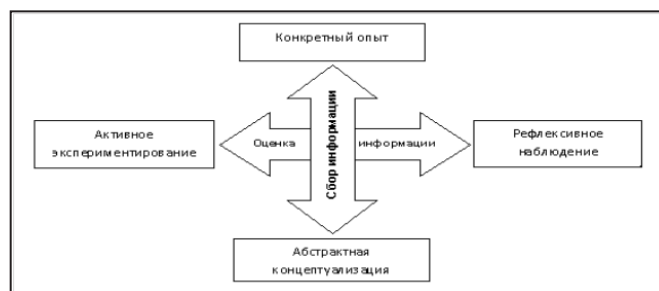 Конкретный опыт
Активное
экспериментирование
Оценка
Сбор информации
информации
Рефлексивное
наблюдение
Абстрактная
концептуализация